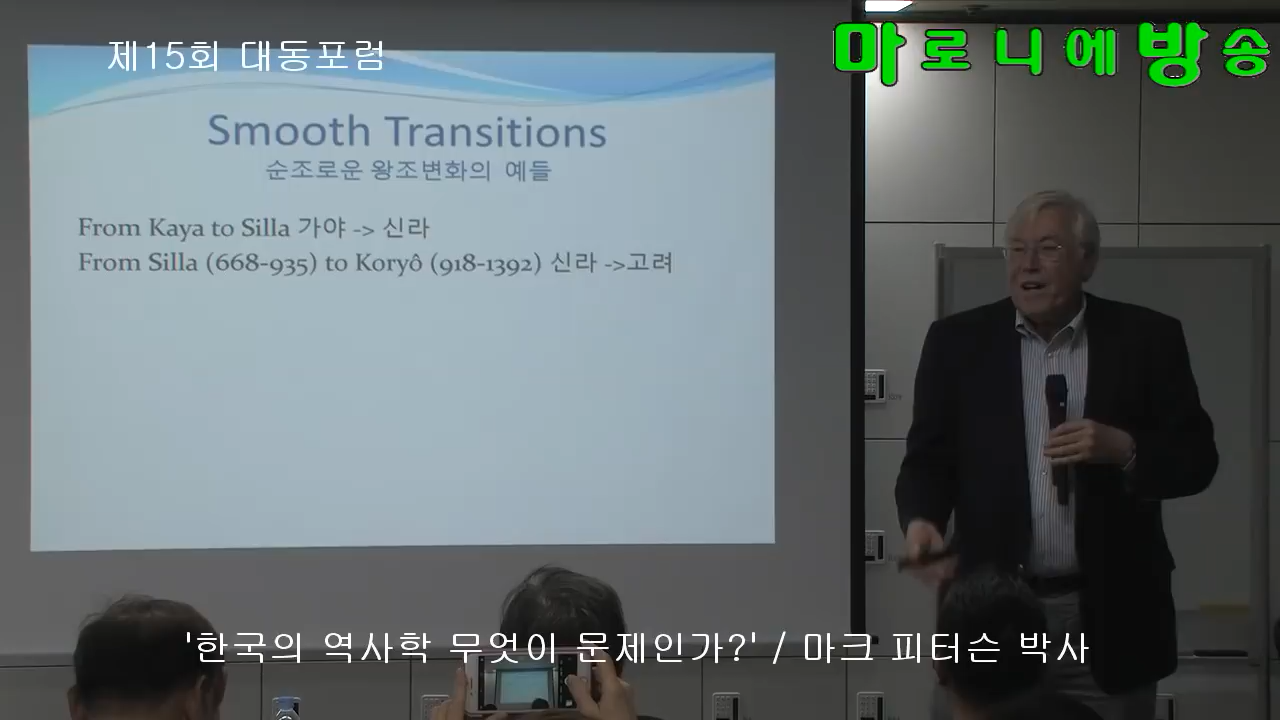 제15회 대동포럼
마로니에방송
Smooth Transitions
순조로운 왕조변화의 예들
From Kaya to Silla 가야 -> 신라
From Silla (668-935) to Koryô (918-1392) 신라 ->고려
'한국의 역사학 무엇이 문제인가?' / 마크 피터슨 박사